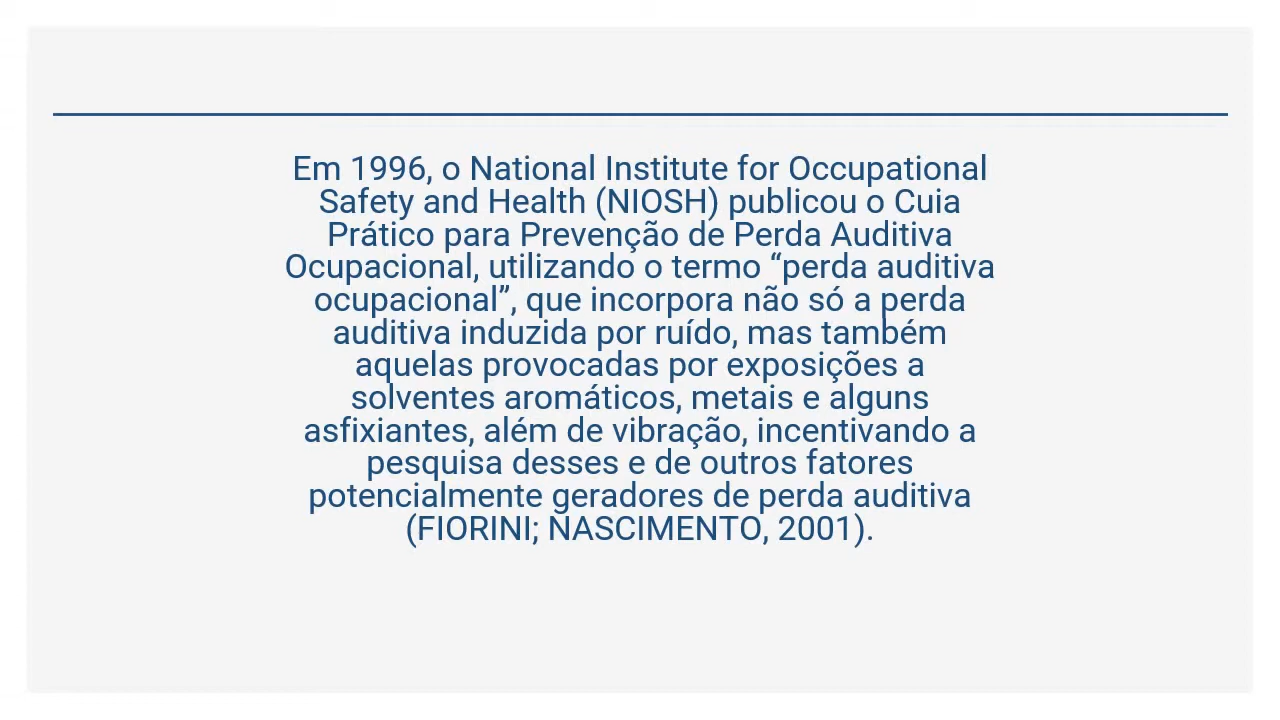 Em 1996, o National Institute for Occupational
Safety and Health (NIOSH) publicou o Cuia
Prático para Prevenção de Perda Auditiva
Ocupacional, utilizando o termo “perda auditiva
ocupacional”, que incorpora não só a perda
auditiva induzida por ruído, mas também
aquelas provocadas por exposições a
solventes aromáticos, metais e alguns
asfixiantes, além de vibração, incentivando a
pesquisa desses e de outros fatores
potencialmente geradores de perda auditiva
(FIORINI; NASCIMENTO, 2001).